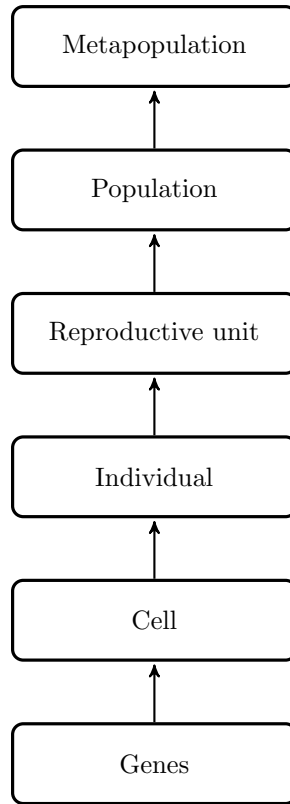 Metapopulation
Population
Reproductive unit
Individual
Cell
Genes